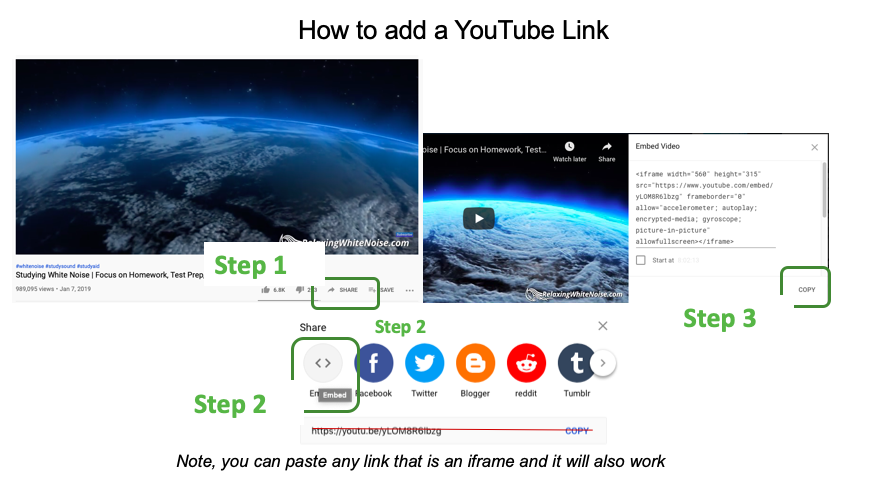 How to add a YouTube Link
RelaxingWhiteNoise.com
#whitenoise #studysound #studyaid
Studying White Noise | Focus on Homework, Test Prep,
Step 1
989,095 views • Jan 7, 2019
6.8K
SHARE
SAVE
oise | Focus on Homework, Test...
Watch later
Share
RelaxingWhiteNoise.com
Embed Video
<iframe width="560" height="315"
src="https://www.youtube.com/embed/
yLOM8R6lbzg" frameborder="0"
allow="accelerometer; autoplay;
encrypted-media; gyroscope;
picture-in-picture"
allowfullscreen></iframe>
Start at
COPY
Step 3
Share
Step 2
Embed
Facebook
Twitter
Blogger
reddit
Tumblr
Step 2
https://youtu.be/yLOM8R6lbzg
COPY
Note, you can paste any link that is an iframe and it will also work